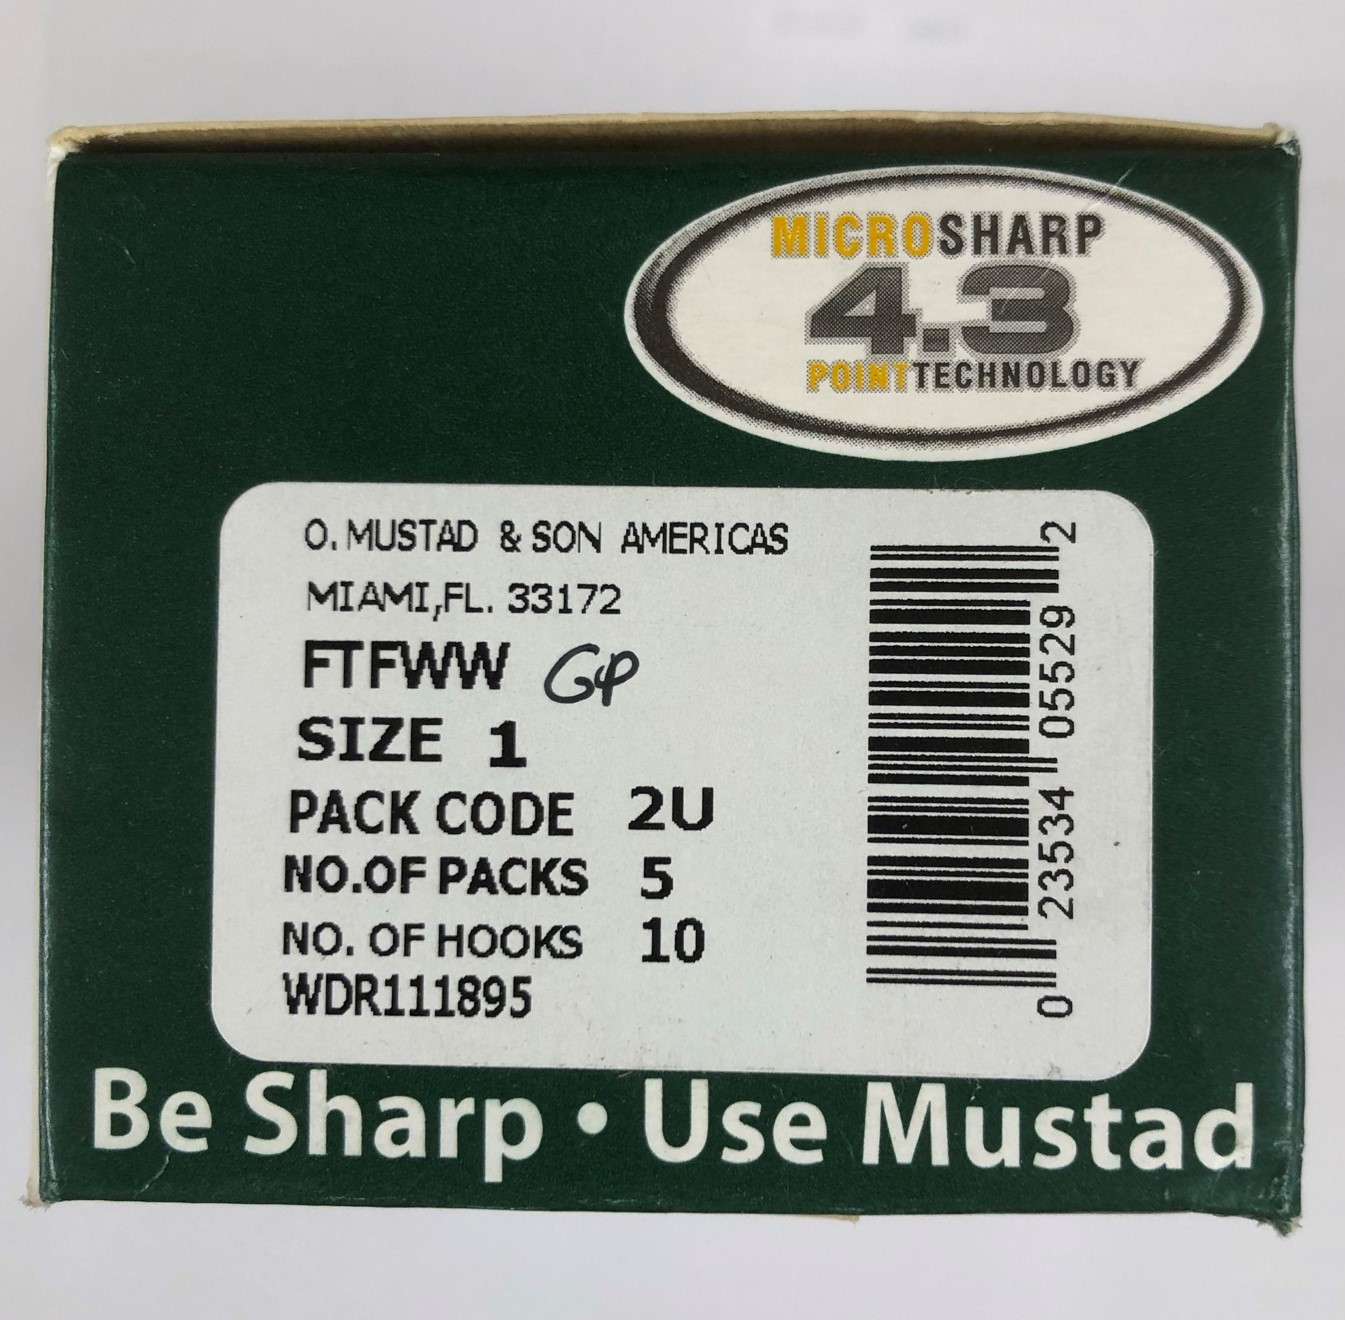 MICROSHARP
4.3
POINTTECHNOLOGY
O. MUSTAD & SON AMERICAS
MIAMI,FL. 33172
FTFWW GP
SIZE 1
PACK CODE 2U
NO.OF PACKS 5
NO. OF HOOKS 10
WDR111895
0 23534 05529 2
Be Sharp • Use Mustad